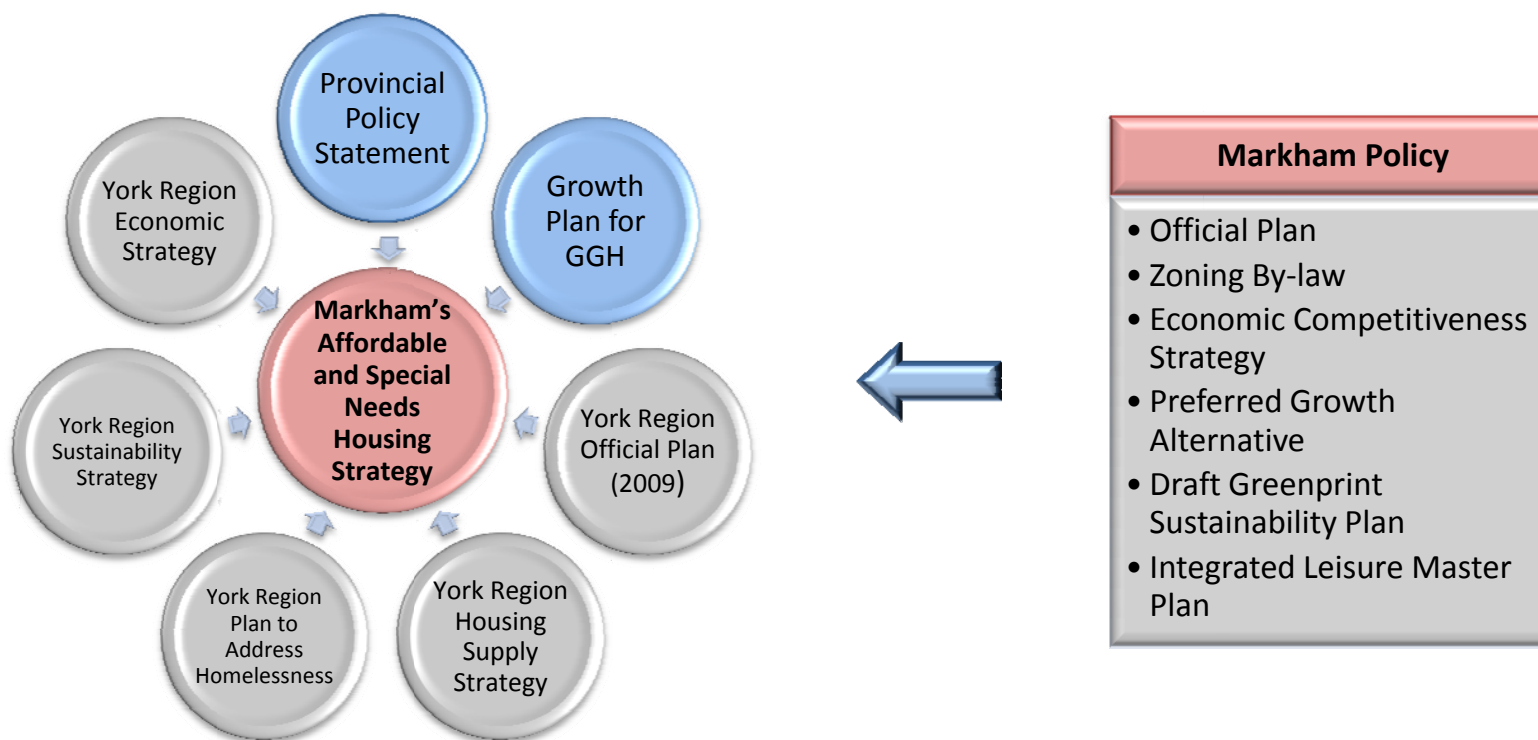 Provincial
Policy
Statement
Growth
Plan for
GGH
York Region
Official Plan
(2009)
York Region
Housing
Supply
Strategy
York Region
Plan to
Address
Homelessness
York Region
Sustainability
Strategy
York Region
Economic
Strategy
Markham's
Affordable
and Special
Needs
Housing
Strategy
Markham Policy
• Official Plan
• Zoning By-law
• Economic Competitiveness
Strategy
• Preferred Growth
Alternative
• Draft Greenprint
Sustainability Plan
• Integrated Leisure Master
Plan